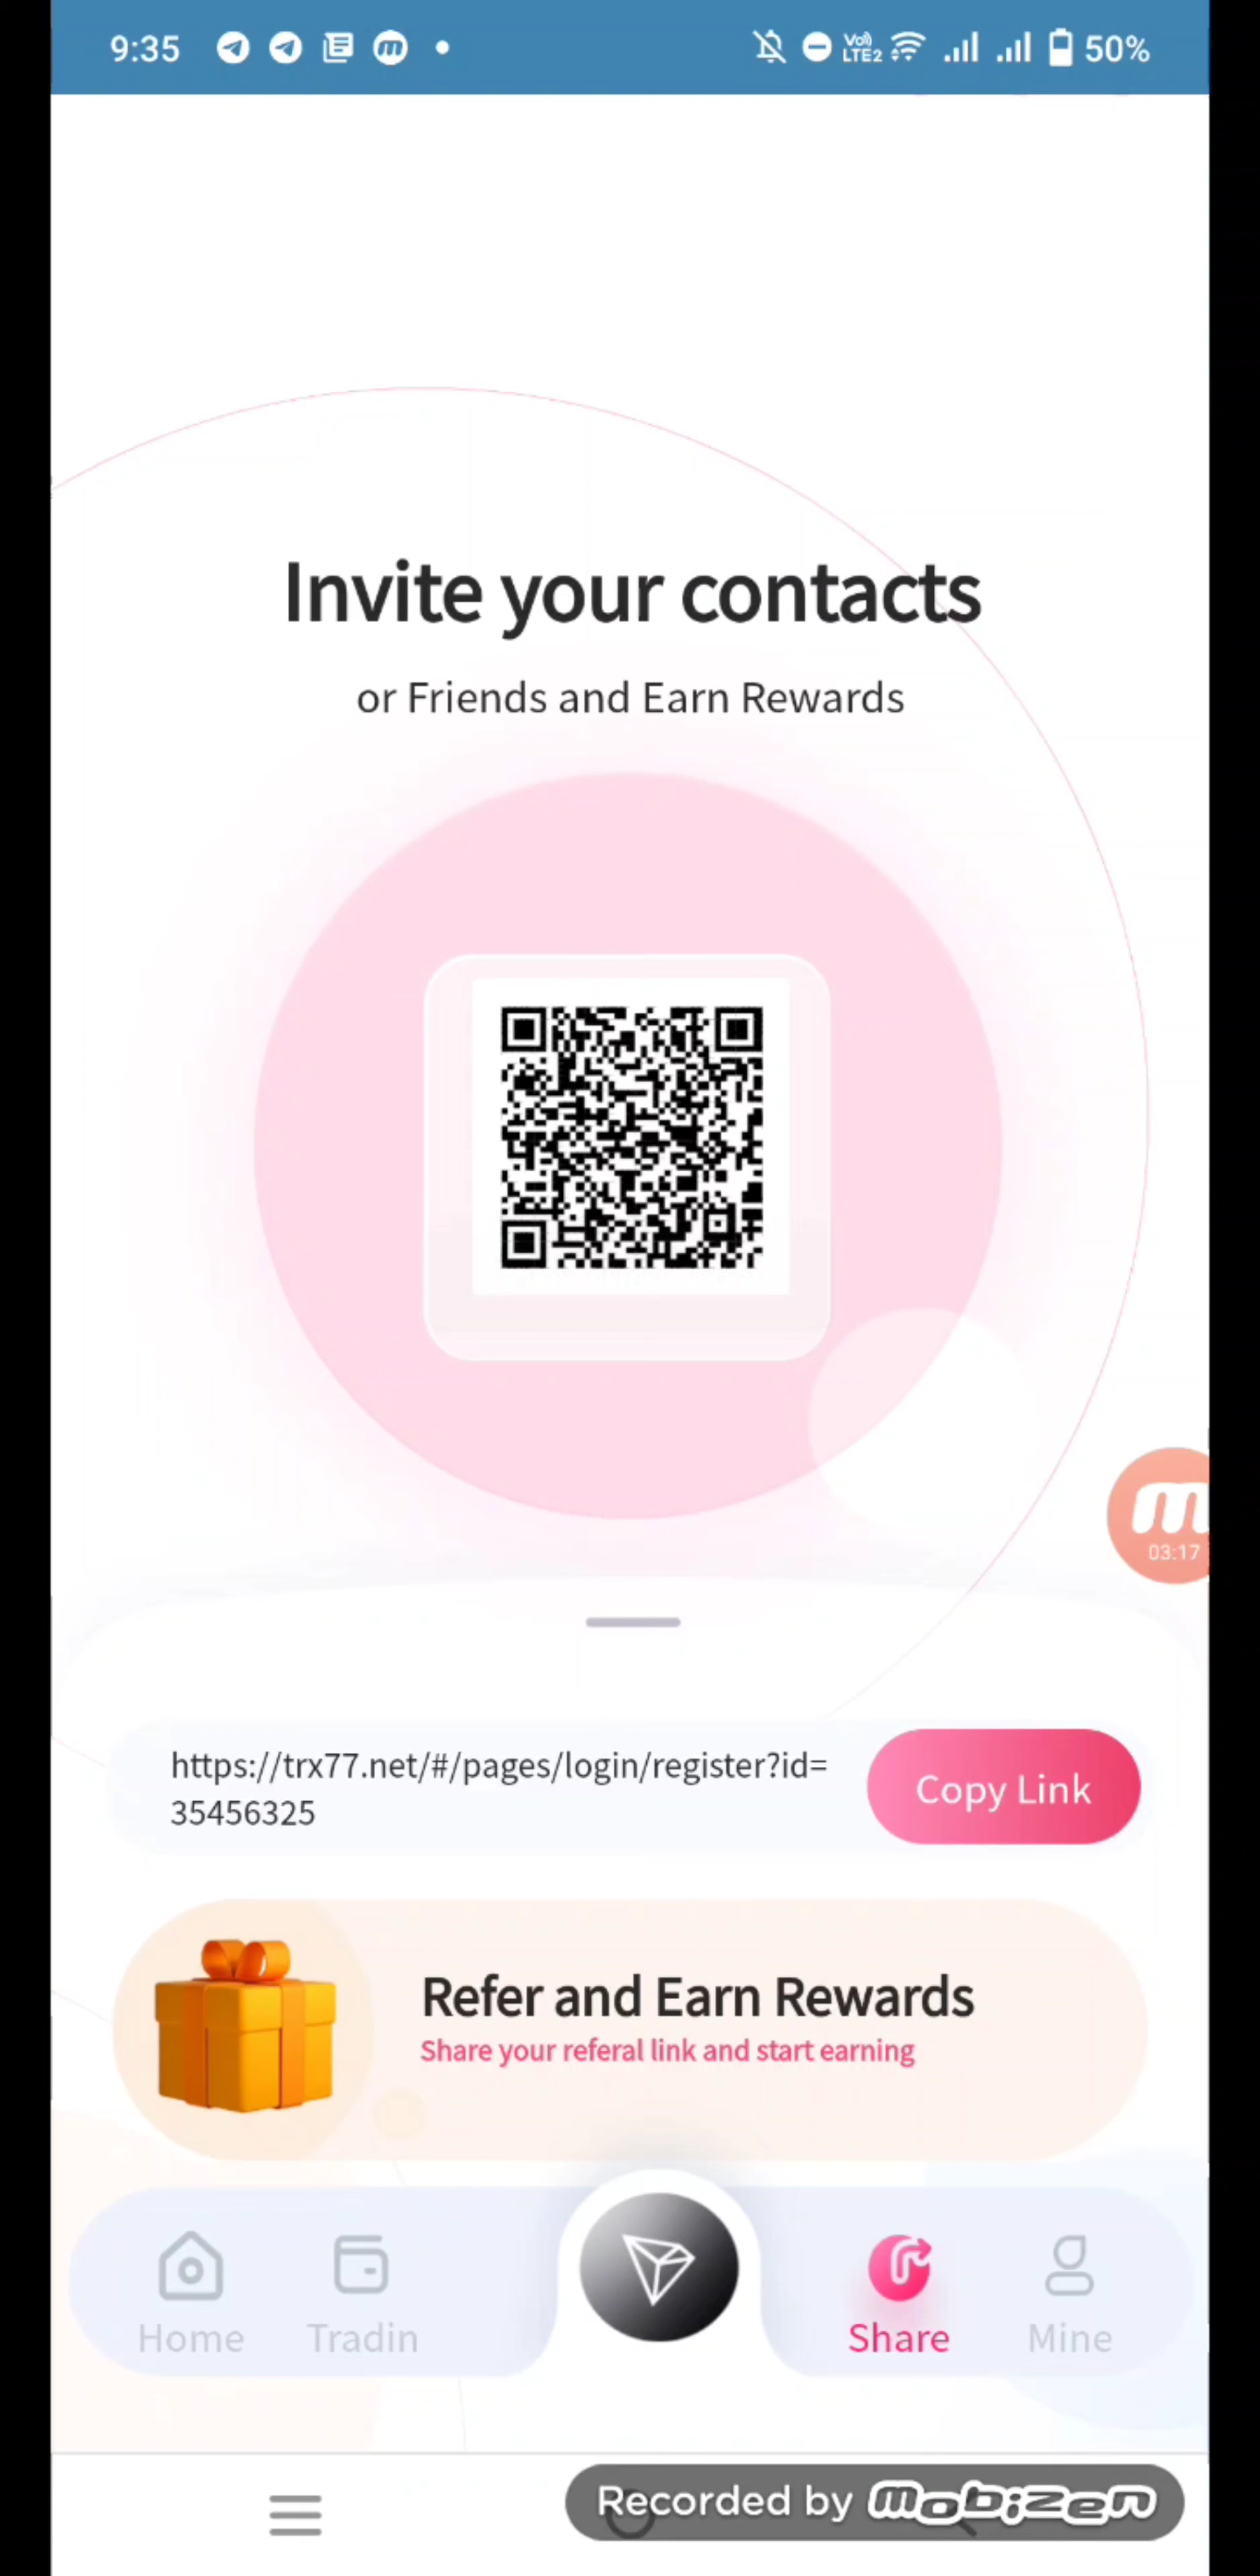 9:35
Vo)) LTE2
50%
Invite your contacts
or Friends and Earn Rewards
m
03:17
https://trx77.net/#/pages/login/register?id=
35456325
Copy Link
Refer and Earn Rewards
Share your referal link and start earning
Home
Tradin
Share
Mine
Recorded by mobizen